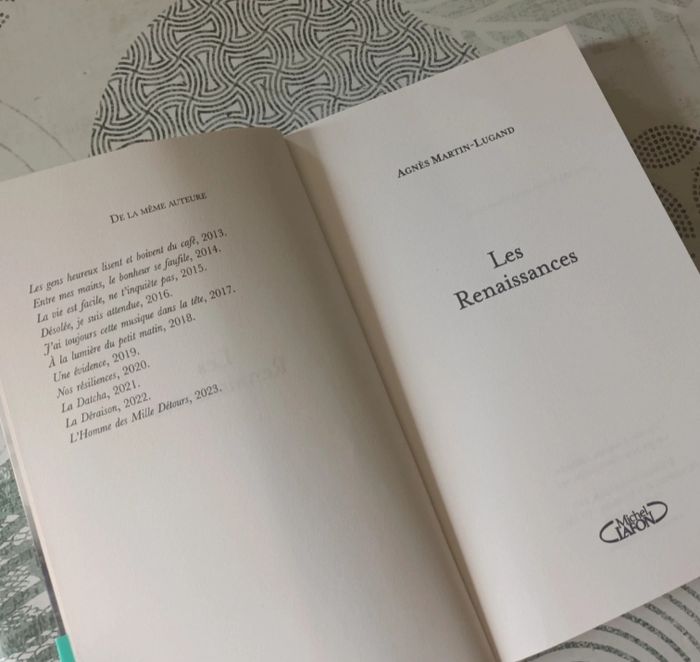 DE LA MÊME AUTEURE
Les gens heureux lisent et boivent du café, 2013.
Entre mes mains, le bonheur se faufile, 2014.
La vie est facile, ne t'inquiète pas, 2015.
Désolée, je suis attendue, 2016.
J'ai toujours cette musique dans la tête, 2017.
À la lumière du petit matin, 2018.
Une évidence, 2019.
Nos résiliences, 2020.
La Datcha, 2021.
La Déraison, 2022.
L'Homme des Mille Détours, 2023.
AGNÈS MARTIN-LUGAND
Les
Renaissances
Michel
LAFON